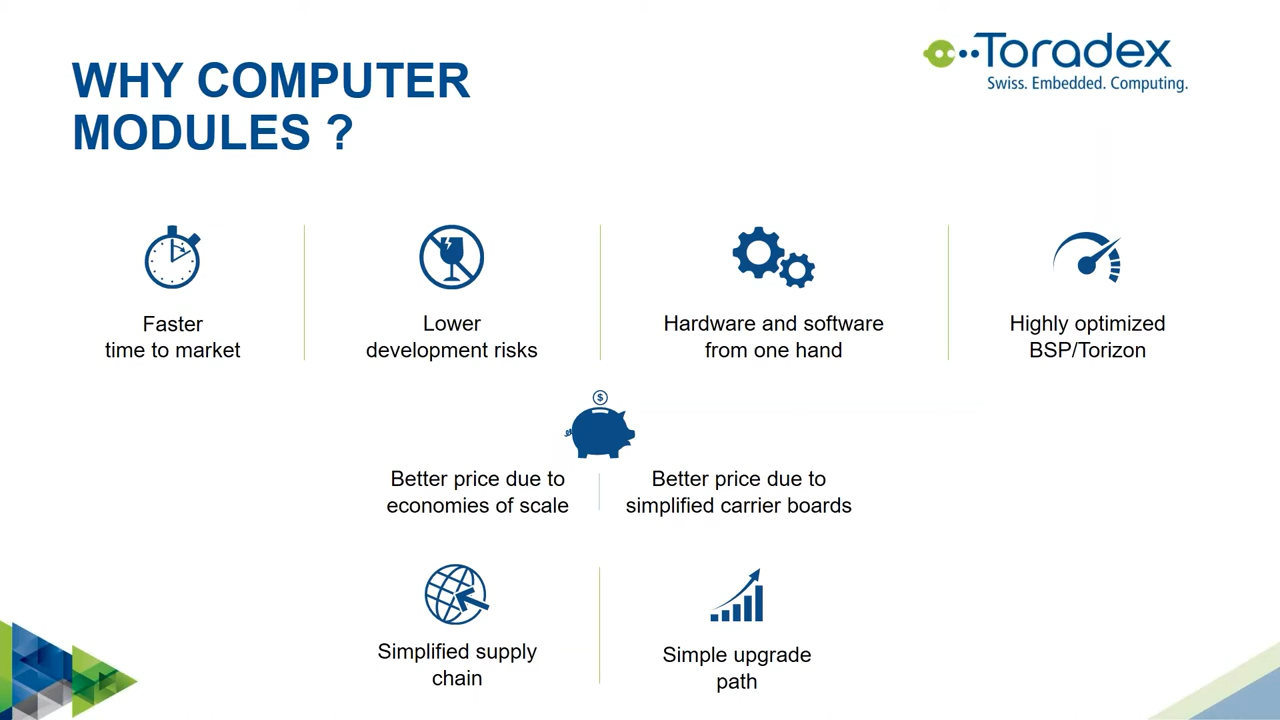 WHY COMPUTER
MODULES ?
Toradex
Swiss. Embedded. Computing.
Faster
time to market
Lower
development risks
Hardware and software
from one hand
Highly optimized
BSP/Torizon
$
Better price due to
economies of scale
Better price due to
simplified carrier boards
Simplified supply
chain
Simple upgrade
path